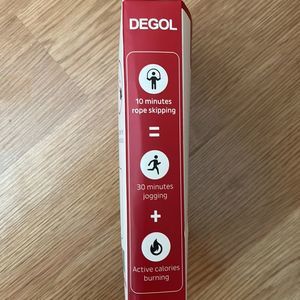 DEGOL
10 minutes
rope skipping
=
30 minutes
jogging
+
Active calories
burning